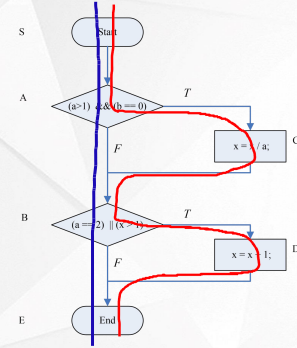 S
Start
A
(a>1) && (b == 0)
T
F
x = x / a;
C
B
(a == 2) || (x > 1)
T
F
x = x + 1;
D
E
End